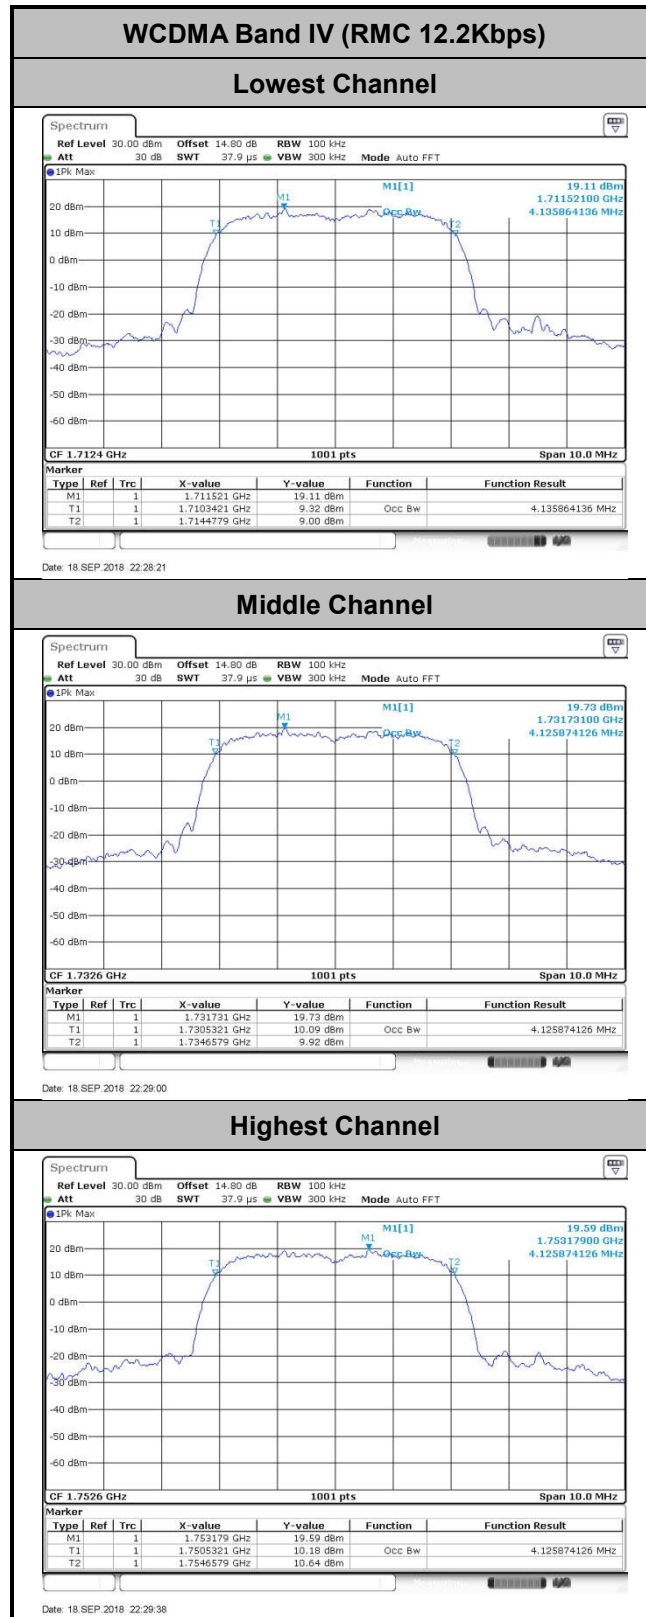 WCDMA Band IV (RMC 12.2Kbps)
Lowest Channel
Spectrum
Ref Level 30.00 dBm Offset 14.80 dB RBW 100 kHz
Att 30 dB SWT 37.9 µs VBW 300 kHz Mode Auto FFT
1Pk Max
M1[1] 19.11 dBm
1.71152100 GHz
Occ Bw 4.135864136 MHz
M1
T1
T2
20 dBm
10 dBm
0 dBm
-10 dBm
-20 dBm
-30 dBm
-40 dBm
-50 dBm
-60 dBm
CF 1.7124 GHz 1001 pts Span 10.0 MHz
Marker
Type Ref Trc X-value Y-value Function Function Result
M1 1 1.711521 GHz 19.11 dBm
T1 1 1.7103421 GHz 9.32 dBm Occ Bw 4.135864136 MHz
T2 1 1.7144779 GHz 9.00 dBm
Date: 18.SEP.2018 22:28:21
Middle Channel
Spectrum
Ref Level 30.00 dBm Offset 14.80 dB RBW 100 kHz
Att 30 dB SWT 37.9 µs VBW 300 kHz Mode Auto FFT
1Pk Max
M1[1] 19.73 dBm
1.73173100 GHz
Occ Bw 4.125874126 MHz
M1
T1
T2
20 dBm
10 dBm
0 dBm
-10 dBm
-20 dBm
-30 dBm
-40 dBm
-50 dBm
-60 dBm
CF 1.7326 GHz 1001 pts Span 10.0 MHz
Marker
Type Ref Trc X-value Y-value Function Function Result
M1 1 1.731731 GHz 19.73 dBm
T1 1 1.7305321 GHz 10.09 dBm Occ Bw 4.125874126 MHz
T2 1 1.7346579 GHz 9.92 dBm
Date: 18.SEP.2018 22:29:00
Highest Channel
Spectrum
Ref Level 30.00 dBm Offset 14.80 dB RBW 100 kHz
Att 30 dB SWT 37.9 µs VBW 300 kHz Mode Auto FFT
1Pk Max
M1[1] 19.59 dBm
1.75317900 GHz
Occ Bw 4.125874126 MHz
M1
T1
T2
20 dBm
10 dBm
0 dBm
-10 dBm
-20 dBm
-30 dBm
-40 dBm
-50 dBm
-60 dBm
CF 1.7526 GHz 1001 pts Span 10.0 MHz
Marker
Type Ref Trc X-value Y-value Function Function Result
M1 1 1.753179 GHz 19.59 dBm
T1 1 1.7505321 GHz 10.18 dBm Occ Bw 4.125874126 MHz
T2 1 1.7546579 GHz 10.64 dBm
Date: 18.SEP.2018 22:29:38